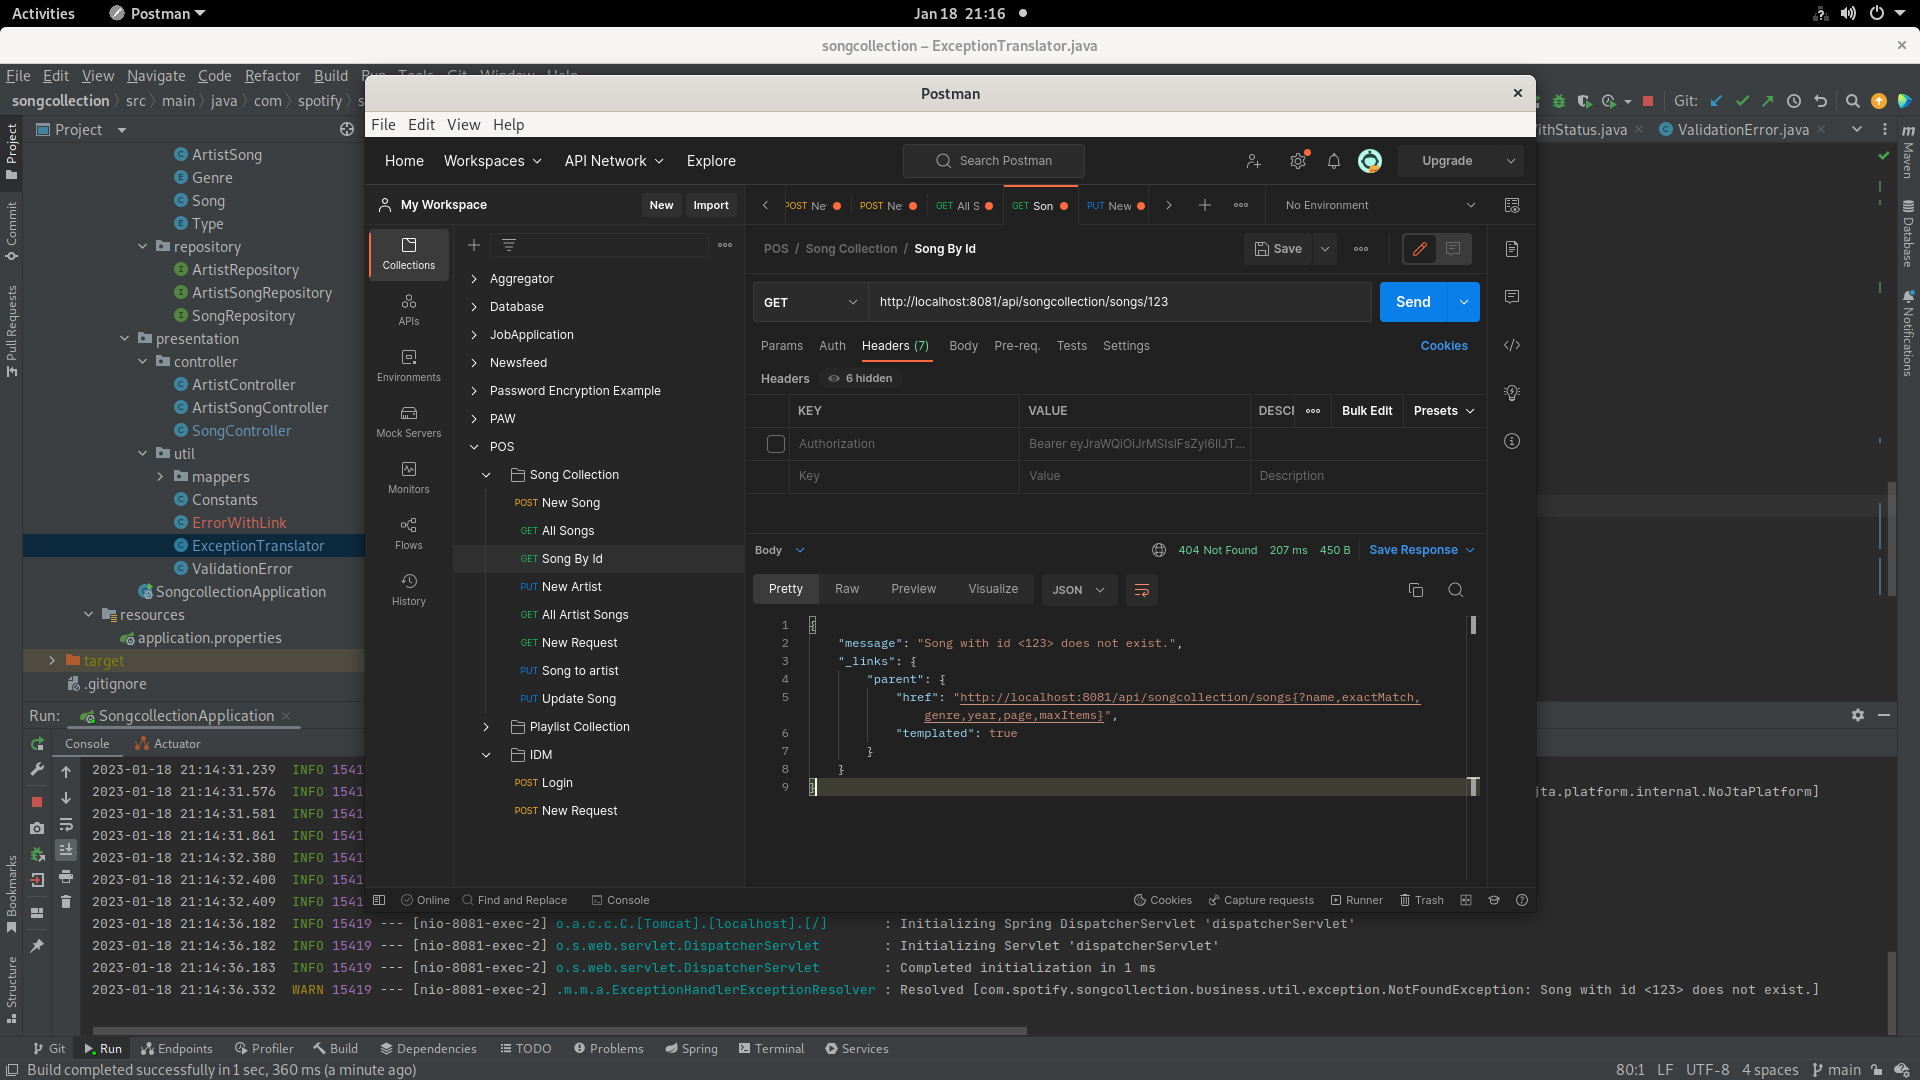 Activities
Postman
Jan 18 21:16
songcollection – ExceptionTranslator.java
File Edit View Navigate Code Refactor Build
songcollection src main java com spotify
Git:
Project
ithStatus.java
ValidationError.java
ArtistSong
Genre
Song
Type
repository
ArtistRepository
ArtistSongRepository
SongRepository
presentation
controller
ArtistController
ArtistSongController
SongController
util
mappers
Constants
ErrorWithLink
ExceptionTranslator
ValidationError
SongcollectionApplication
resources
application.properties
target
.gitignore
Project
Commit
Pull Requests
Bookmarks
Structure
Maven
Database
Notifications
Postman
File Edit View Help
Home Workspaces API Network Explore
Search Postman
Upgrade
My Workspace
New
Import
POST Ne
GET All S
GET Son
PUT New
No Environment
Collections
APIs
Environments
Mock Servers
Monitors
Flows
History
Aggregator
Database
JobApplication
Newsfeed
Password Encryption Example
PAW
POS
Song Collection
POST New Song
GET All Songs
GET Song By Id
PUT New Artist
GET All Artist Songs
GET New Request
PUT Song to artist
PUT Update Song
Playlist Collection
IDM
POST Login
POST New Request
POS / Song Collection / Song By Id
Save
GET
http://localhost:8081/api/songcollection/songs/123
Send
Params Auth Headers (7) Body Pre-req. Tests Settings
Cookies
Headers 6 hidden
KEY VALUE DESCI Bulk Edit Presets
Authorization
Key Value Description
Body
404 Not Found 207 ms 450 B Save Response
Pretty Raw Preview Visualize JSON
1 {
2 "message": "Song with id <123> does not exist.",
3 "_links": {
4 "parent": {
5 "href": "http://localhost:8081/api/songcollection/songs{?name,exactMatch,
genre,year,page,maxItems}",
6 "templated": true
7 }
8 }
9 }
Online Find and Replace Console
Cookies Capture requests Runner Trash
Run: SongcollectionApplication
Console Actuator
2023-01-18 21:14:31.239 INFO 1541
2023-01-18 21:14:31.576 INFO 1541
jta.platform.internal.NoJtaPlatform]
2023-01-18 21:14:31.581 INFO 1541
2023-01-18 21:14:31.861 INFO 1541
2023-01-18 21:14:32.380 INFO 1541
2023-01-18 21:14:32.400 INFO 1541
2023-01-18 21:14:32.409 INFO 1541
2023-01-18 21:14:36.182 INFO 15419 --- [nio-8081-exec-2] o.a.c.c.C.[Tomcat].[localhost].[/] : Initializing Spring DispatcherServlet 'dispatcherServlet'
2023-01-18 21:14:36.182 INFO 15419 --- [nio-8081-exec-2] o.s.web.servlet.DispatcherServlet : Initializing Servlet 'dispatcherServlet'
2023-01-18 21:14:36.183 INFO 15419 --- [nio-8081-exec-2] o.s.web.servlet.DispatcherServlet : Completed initialization in 1 ms
2023-01-18 21:14:36.332 WARN 15419 --- [nio-8081-exec-2] .m.m.a.ExceptionHandlerExceptionResolver : Resolved [com.spotify.songcollection.business.util.exception.NotFoundException: Song with id <123> does not exist.]
Git Run Endpoints Profiler Build Dependencies TODO Problems Spring Terminal Services
Build completed successfully in 1 sec, 360 ms (a minute ago)
80:1 LF UTF-8 4 spaces main